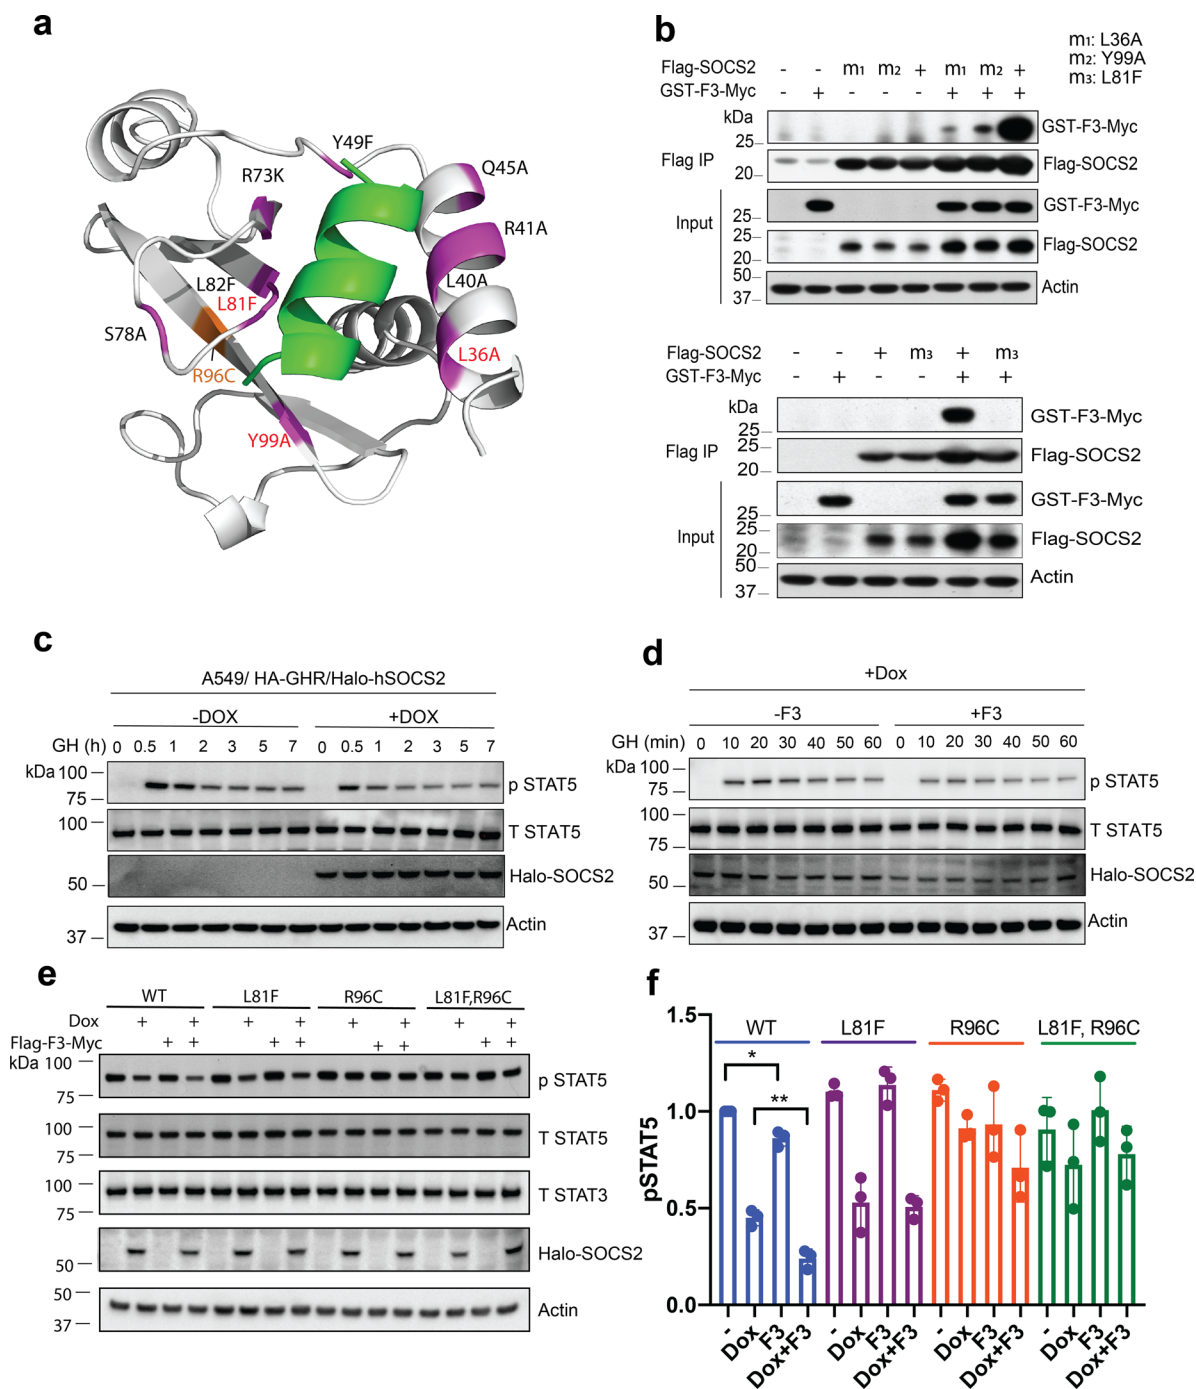 a
Y49F
R73K
Q45A
R41A
L82F
L40A
L81F
S78A
L36A
R96C
Y99A
b
m1: L36A
m2: Y99A
m3: L81F
Flag-SOCS2 - - m1 m2 + m1 m2 +
GST-F3-Myc - + - - - + + +
kDa
25 GST-F3-Myc
Flag IP
20 Flag-SOCS2
Input
25 GST-F3-Myc
25
20 Flag-SOCS2
50
37 Actin
Flag-SOCS2 - - + m3 + m3
GST-F3-Myc - + - - + +
kDa
25 GST-F3-Myc
Flag IP
25
20 Flag-SOCS2
Input
25 GST-F3-Myc
25
20 Flag-SOCS2
50
37 Actin
c
A549/ HA-GHR/Halo-hSOCS2
-DOX +DOX
GH (h) 0 0.5 1 2 3 5 7 0 0.5 1 2 3 5 7
kDa 100
75 p STAT5
100 T STAT5
50 Halo-SOCS2
37 Actin
d
+Dox
-F3 +F3
GH (min) 0 10 20 30 40 50 60 0 10 20 30 40 50 60
kDa 100
75 p STAT5
100
75 T STAT5
50 Halo-SOCS2
37 Actin
e
WT L81F R96C L81F,R96C
Dox + + + + + + + +
Flag-F3-Myc + + + + + + + +
kDa 100
75 p STAT5
100
75 T STAT5
100
75 T STAT3
50 Halo-SOCS2
50
37 Actin
f
pSTAT5
1.5
1.0
0.5
0.0
WT L81F R96C L81F, R96C
*
**
- Dox F3 Dox+F3 - Dox F3 Dox+F3 - Dox F3 Dox+F3 - Dox F3 Dox+F3